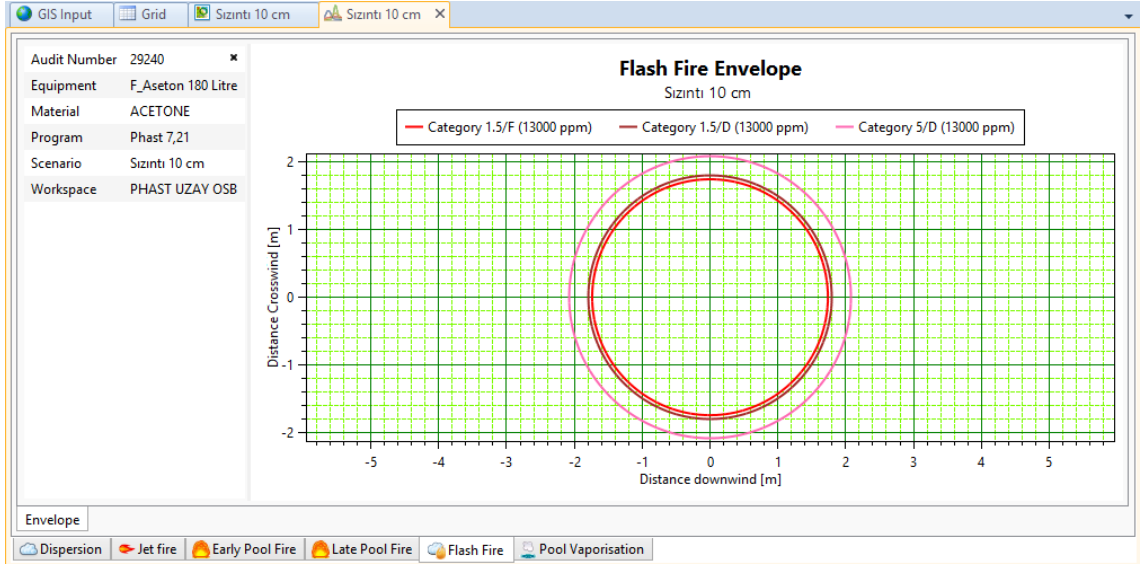 GIS Input Grid Sızıntı 10 cm Sızıntı 10 cm
Audit Number 29240
Equipment F_Aseton 180 Litre
Material ACETONE
Program Phast 7,21
Scenario Sızıntı 10 cm
Workspace PHAST UZAY OSB
Flash Fire Envelope
Sızıntı 10 cm
Category 1.5/F (13000 ppm) Category 1.5/D (13000 ppm) Category 5/D (13000 ppm)
Distance Crosswind [m]
2
1
0
-1
-2
-5 -4 -3 -2 -1 0 1 2 3 4 5
Distance downwind [m]
Envelope
Dispersion Jet fire Early Pool Fire Late Pool Fire Flash Fire Pool Vaporisation